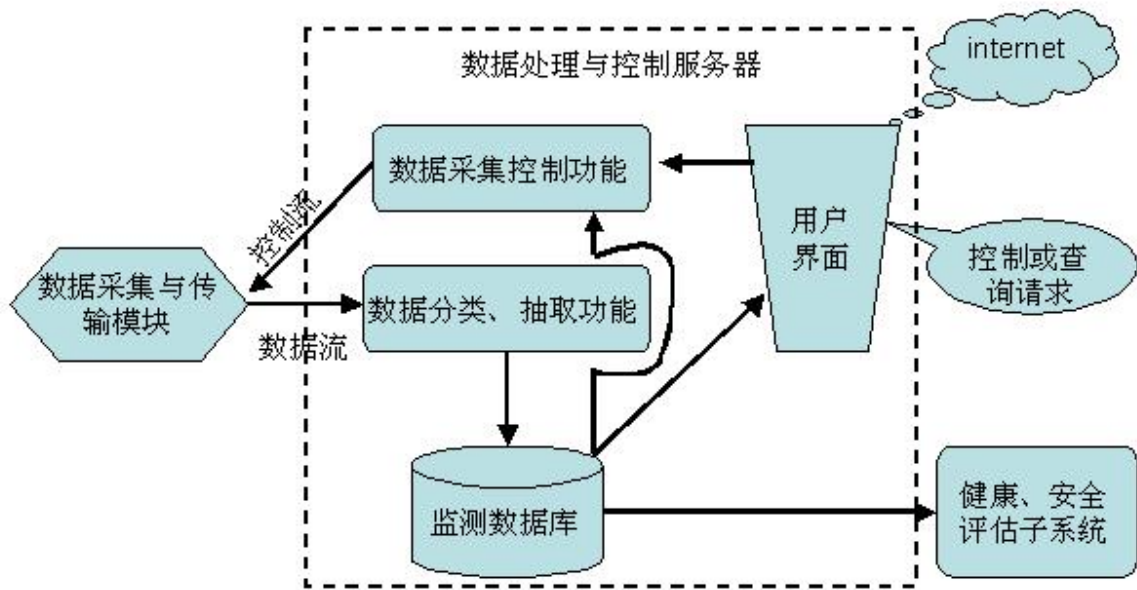 internet
数据处理与控制服务器
数据采集控制功能
用户
界面
控制流
控制或查
询请求
数据采集与传
输模块
数据分类、抽取功能
数据流
监测数据库
健康、安全
评估子系统